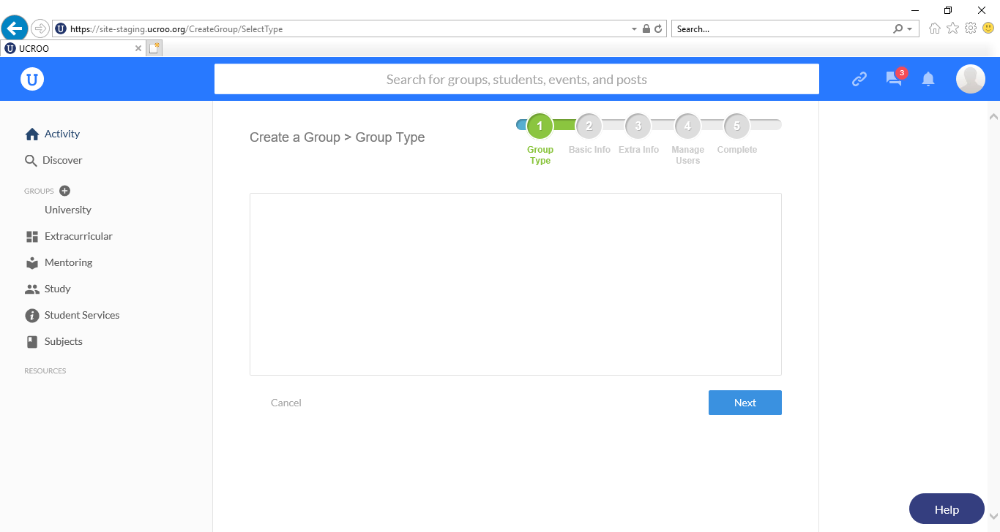 https://site-staging.ucroo.org/CreateGroup/SelectType
Search...
U UCROO
U
Search for groups, students, events, and posts
3
Activity
Discover
GROUPS
University
Extracurricular
Mentoring
Study
Student Services
Subjects
RESOURCES
Create a Group > Group Type
1 2 3 4 5
Group Type
Basic Info
Extra Info
Manage Users
Complete
Cancel
Next
Help